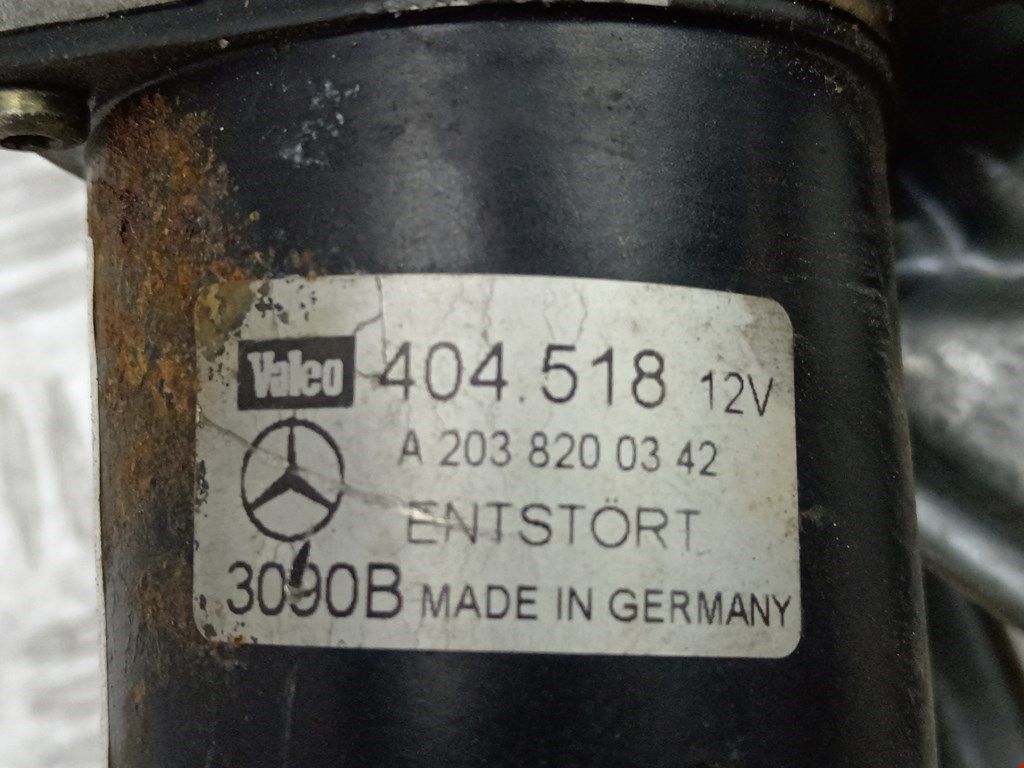 Valeo 404.518 12V
A 203 820 03 42
ENTSTÖRT
3090B MADE IN GERMANY